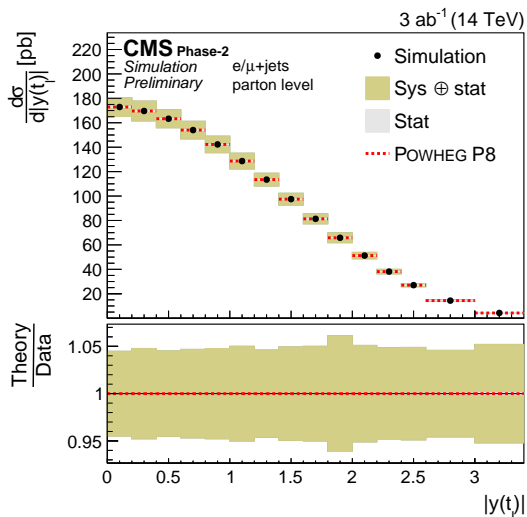 3 ab⁻¹ (14 TeV)
CMS Phase-2
Simulation
Preliminary
e/μ+jets
parton level
Simulation
Sys ⊕ stat
Stat
POWHEG P8
dσ
d|y(tₗ)| [pb]
220
200
180
160
140
120
100
80
60
40
20
Theory
Data
1.05
1
0.95
0 0.5 1 1.5 2 2.5 3
|y(tₗ)|